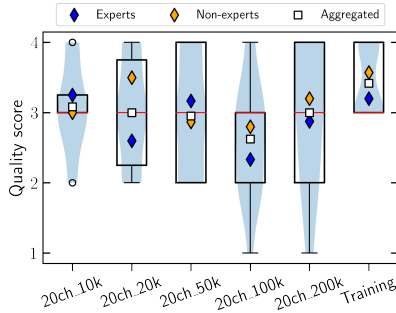 Experts Non-experts Aggregated
4
3
2
1
Quality score
20ch_10k 20ch_20k 20ch_50k 20ch_100k 20ch_200k Training